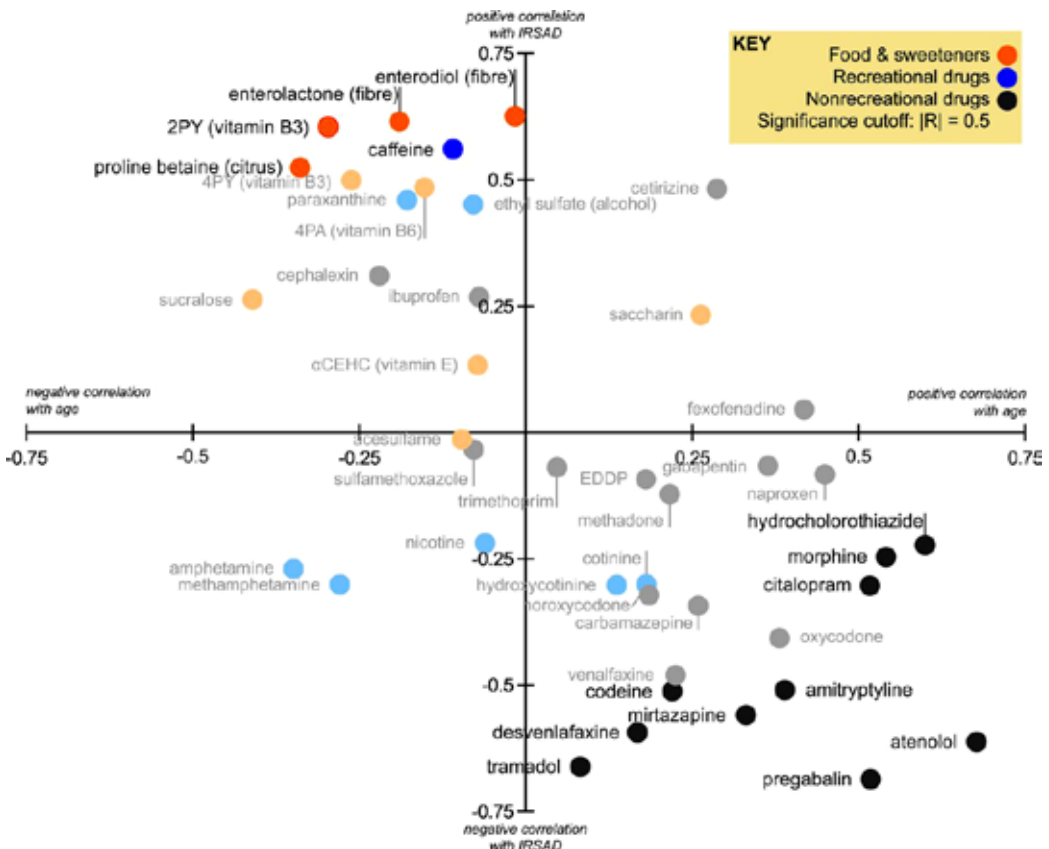 positive correlation
with IRSAD
0.75
KEY
Food & sweeteners
Recreational drugs
Nonrecreational drugs
Significance cutoff: |R| = 0.5
enterodiol (fibre)
enterolactone (fibre)
2PY (vitamin B3)
caffeine
proline betaine (citrus)
4PY (vitamin B3)
0.5
cetirizine
paraxanthine
ethyl sulfate (alcohol)
4PA (vitamin B6)
cephalexin
sucralose
ibuprofen
0.25
saccharin
αCEHC (vitamin E)
negative correlation
with age
positive correlation
with age
fexofenadine
acesulfame
-0.75
-0.5
-0.25
0.25
0.5
0.75
sulfamethoxazole
trimethoprim
EDDP
gabapentin
naproxen
methadone
hydrocholorothiazide
nicotine
morphine
-0.25
cotinine
amphetamine
methamphetamine
hydroxycotinine
citalopram
noroxycodone
carbamazepine
oxycodone
venalfaxine
-0.5
codeine
amitryptyline
mirtazapine
desvenlafaxine
atenolol
tramadol
pregabalin
-0.75
negative correlation
with IRSAD